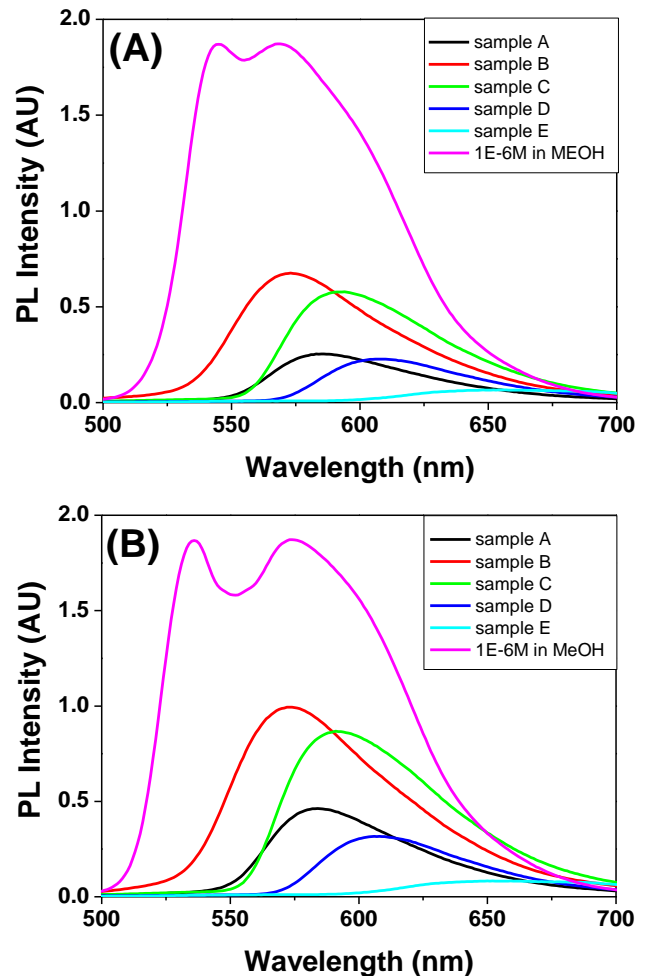 (A)
PL Intensity (AU)
2.0
1.5
1.0
0.5
0.0
sample A
sample B
sample C
sample D
sample E
1E-6M in MEOH
500 550 600 650 700
Wavelength (nm)
(B)
PL Intensity (AU)
2.0
1.5
1.0
0.5
0.0
sample A
sample B
sample C
sample D
sample E
1E-6M in MeOH
500 550 600 650 700
Wavelength (nm)